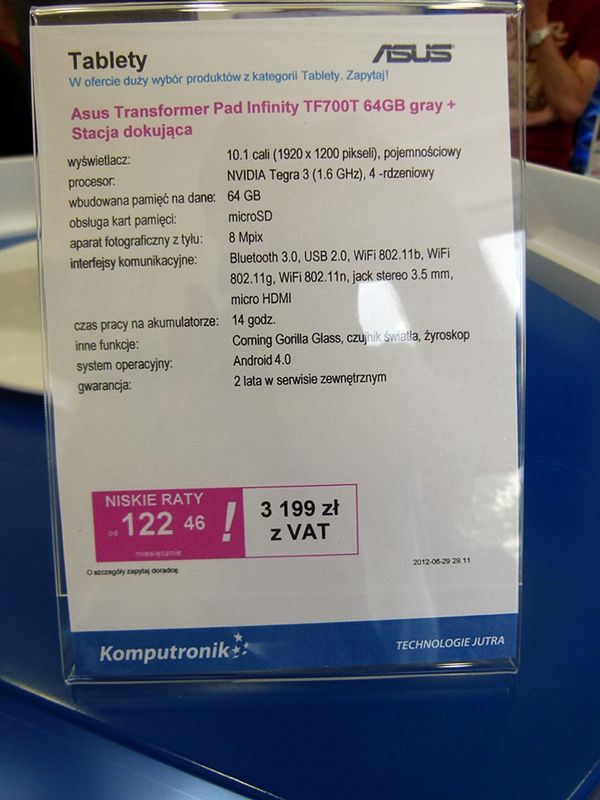 Tablety
ASUS
W ofercie duży wybór produktów z kategorii Tablety. Zapytaj!
Asus Transformer Pad Infinity TF700T 64GB gray +
Stacja dokująca
wyświetlacz: 10.1 cali (1920 x 1200 pikseli), pojemnościowy
procesor: NVIDIA Tegra 3 (1.6 GHz), 4 -rdzeniowy
wbudowana pamięć na dane: 64 GB
obsługa kart pamięci: microSD
aparat fotograficzny z tyłu: 8 Mpix
interfejsy komunikacyjne: Bluetooth 3.0, USB 2.0, WiFi 802.11b, WiFi
802.11g, WiFi 802.11n, jack stereo 3.5 mm,
micro HDMI
czas pracy na akumulatorze: 14 godz.
inne funkcje: Corning Gorilla Glass, czujnik światła, żyroskop
system operacyjny: Android 4.0
gwarancja: 2 lata w serwisie zewnętrznym
NISKIE RATY
od 122 46 !
miesięcznie
3 199 zł
z VAT
O szczegóły zapytaj doradcę.
2012-06-29 29.11
Komputronik
TECHNOLOGIE JUTRA